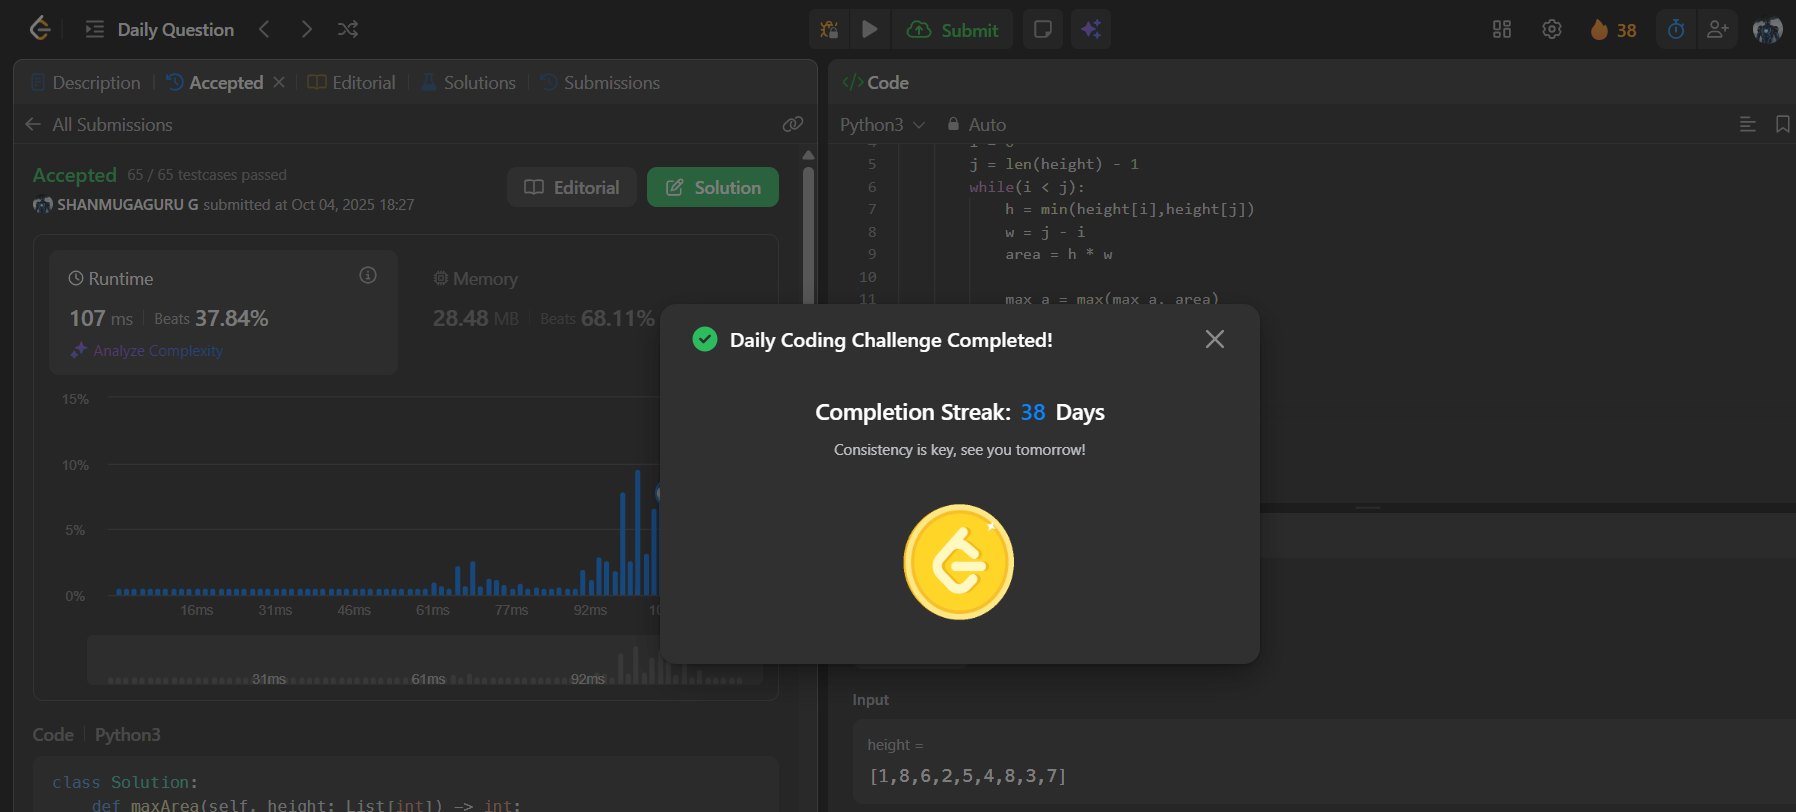 Daily Question
Submit
38
Description
Accepted
Editorial
Solutions
Submissions
All Submissions
Accepted 65 / 65 testcases passed
SHANMUGAGURU G submitted at Oct 04, 2025 18:27
Editorial
Solution
Runtime
107 ms
Beats 37.84%
Analyze Complexity
Memory
28.48 MB
Beats 68.11%
15%
10%
5%
0%
16ms 31ms 46ms 61ms 77ms 92ms
31ms 61ms 92ms
Code
Python3
class Solution:
def maxArea(self, height: List[int]) -> int:
</> Code
Python3
Auto
5 j = len(height) - 1
6 while(i < j):
7 h = min(height[i],height[j])
8 w = j - i
9 area = h * w
10
11 max_a = max(max_a, area)
Daily Coding Challenge Completed!
Completion Streak: 38 Days
Consistency is key, see you tomorrow!
Input
height =
[1,8,6,2,5,4,8,3,7]